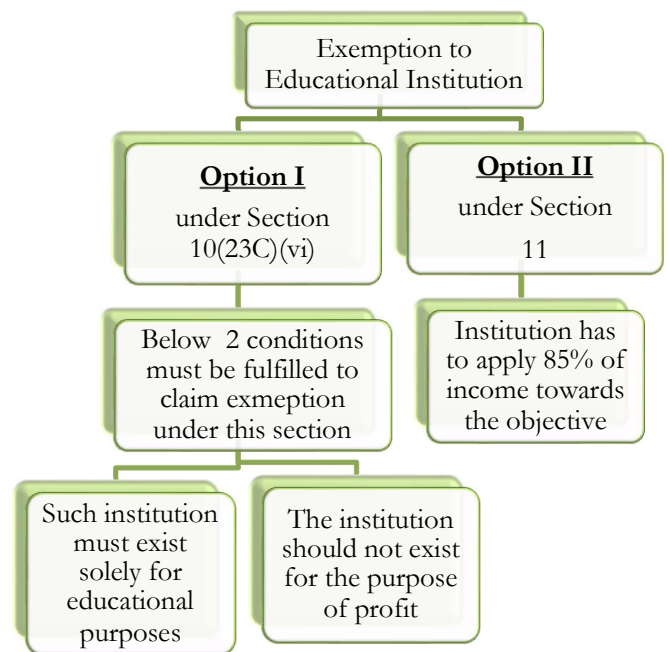 Exemption to
Educational Institution
Option I
under Section
10(23C)(vi)
Option II
under Section
11
Below 2 conditions
must be fulfilled to
claim exmeption
under this section
Institution has
to apply 85% of
income towards
the objective
Such institution
must exist
solely for
educational
purposes
The institution
should not exist
for the purpose
of profit